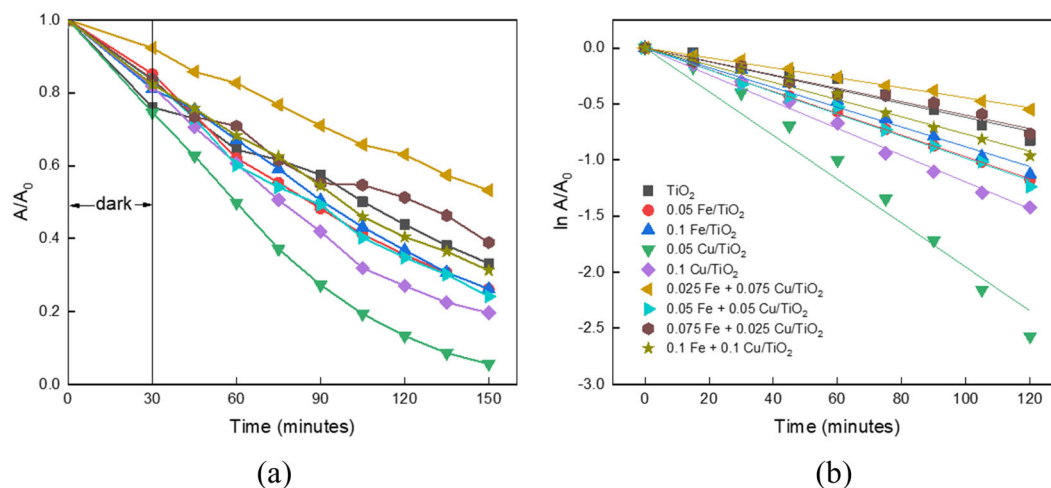 1.0
0.8
0.6
0.4
0.2
0.0
A/A₀
dark
0 30 60 90 120 150
Time (minutes)
(a)
0.0
-0.5
-1.0
-1.5
-2.0
-2.5
-3.0
ln A/A₀
TiO₂
0.05 Fe/TiO₂
0.1 Fe/TiO₂
0.05 Cu/TiO₂
0.1 Cu/TiO₂
0.025 Fe + 0.075 Cu/TiO₂
0.05 Fe + 0.05 Cu/TiO₂
0.075 Fe + 0.025 Cu/TiO₂
0.1 Fe + 0.1 Cu/TiO₂
0 20 40 60 80 100 120
Time (minutes)
(b)